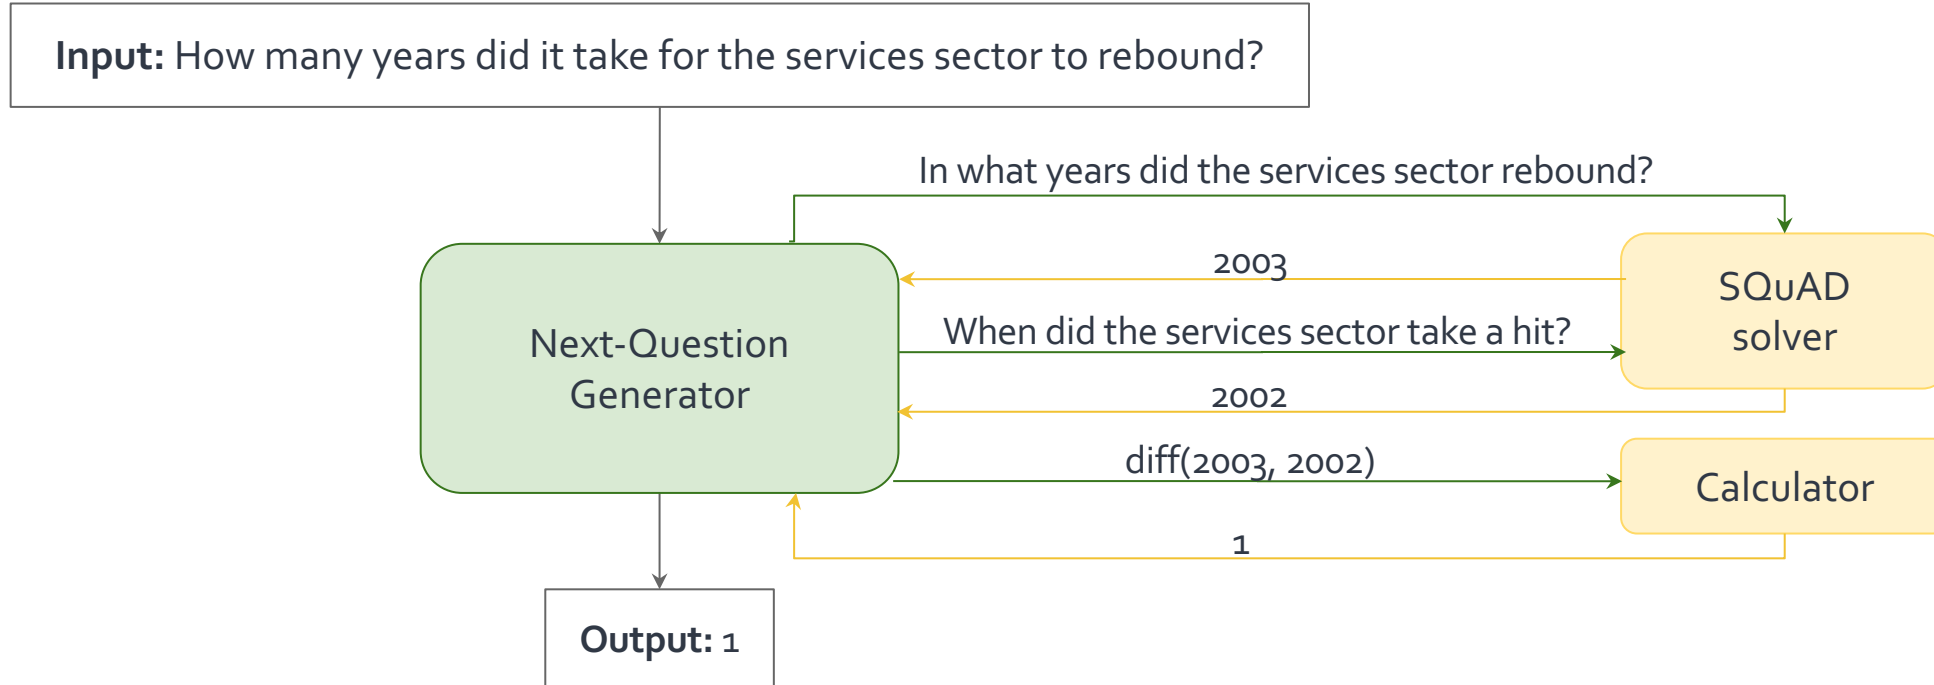 Input: How many years did it take for the services sector to rebound?
In what years did the services sector rebound?
2003
SQuAD
solver
When did the services sector take a hit?
Next-Question
Generator
2002
diff(2003, 2002)
Calculator
1
Output: 1